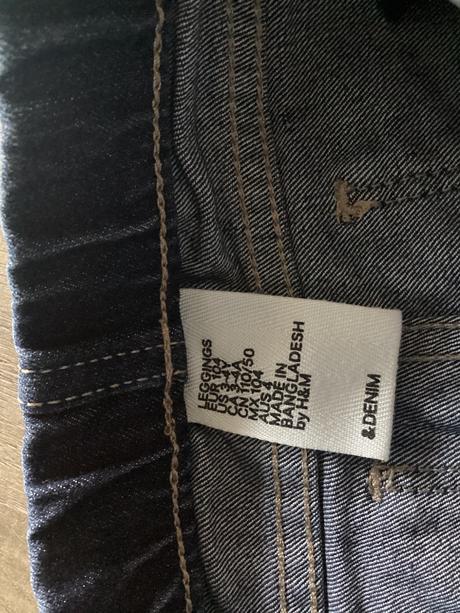 LEGGINGS
EUR 104
US 3-4Y
CA 3-4A
CN 110/50
MX 104
AUS 4
MADE IN
BANGLADESH
by H&M
&DENIM